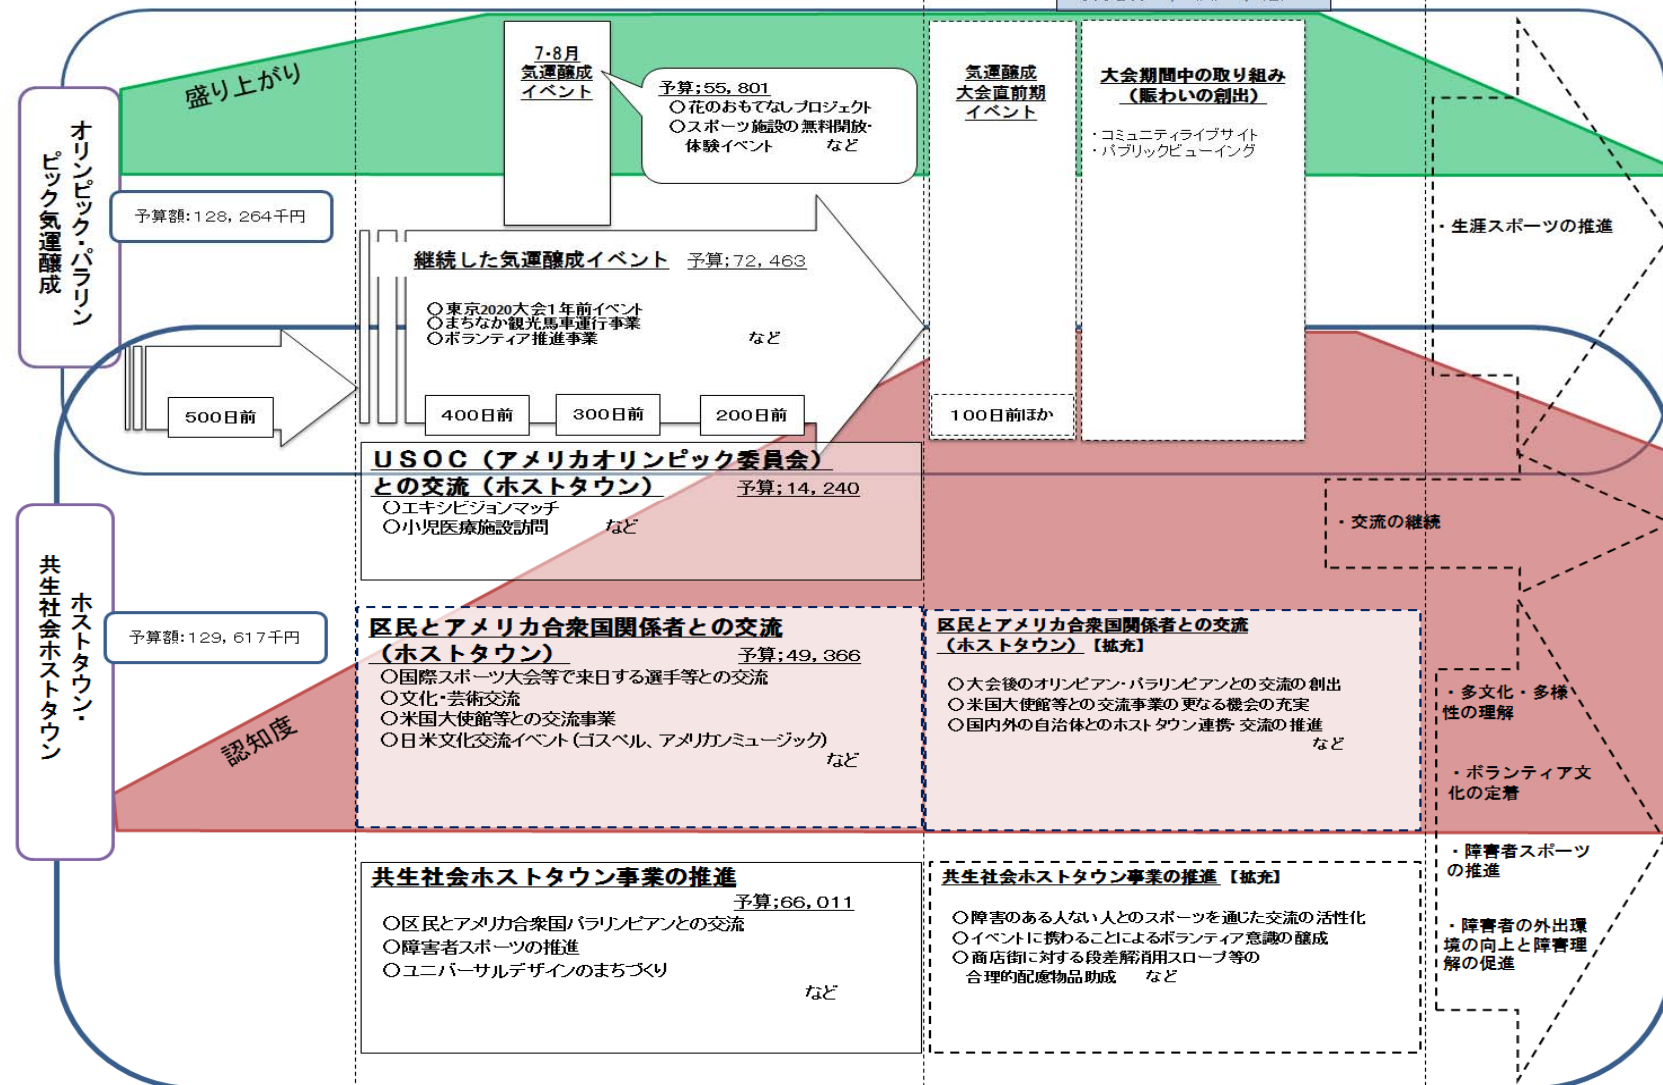 オリンピック・パラリン
ピック気運醸成
盛り上がり
予算額:128,264千円
7・8月
気運醸成
イベント
予算;55,801
○花のおもてなしプロジェクト
○スポーツ施設の無料開放・
体験イベント　など
気運醸成
大会直前期
イベント
大会期間中の取り組み
（賑わいの創出）
・コミュニティライブサイト
・パブリックビューイング
継続した気運醸成イベント　予算;72,463
○東京2020大会1年前イベント
○まちなか観光馬車運行事業
○ボランティア推進事業　など
500日前
400日前
300日前
200日前
100日前ほか
・生涯スポーツの推進
USOC（アメリカオリンピック委員会）
との交流（ホストタウン）　予算;14,240
○エキシビジョンマッチ
○小児医療施設訪問　など
・交流の継続
ホストタウン・
共生社会ホストタウン
予算額:129,617千円
認知度
区民とアメリカ合衆国関係者との交流
（ホストタウン）　予算;49,366
○国際スポーツ大会等で来日する選手等との交流
○文化・芸術交流
○米国大使館等との交流事業
○日米文化交流イベント(ゴスペル、アメリカンミュージック)
など
区民とアメリカ合衆国関係者との交流
（ホストタウン）【拡充】
○大会後のオリンピアン・パラリンピアンとの交流の創出
○米国大使館等との交流事業の更なる機会の充実
○国内外の自治体とのホストタウン連携・交流の推進
など
・多文化・多様
性の理解
・ボランティア文
化の定着
・障害者スポーツ
の推進
・障害者の外出環
境の向上と障害理
解の促進
共生社会ホストタウン事業の推進
予算;66,011
○区民とアメリカ合衆国パラリンピアンとの交流
○障害者スポーツの推進
○ユニバーサルデザインのまちづくり
など
共生社会ホストタウン事業の推進【拡充】
○障害のある人ない人とのスポーツを通じた交流の活性化
○イベントに携わることによるボランティア意識の醸成
○商店街に対する段差解消用スロープ等の
合理的配慮物品助成　など